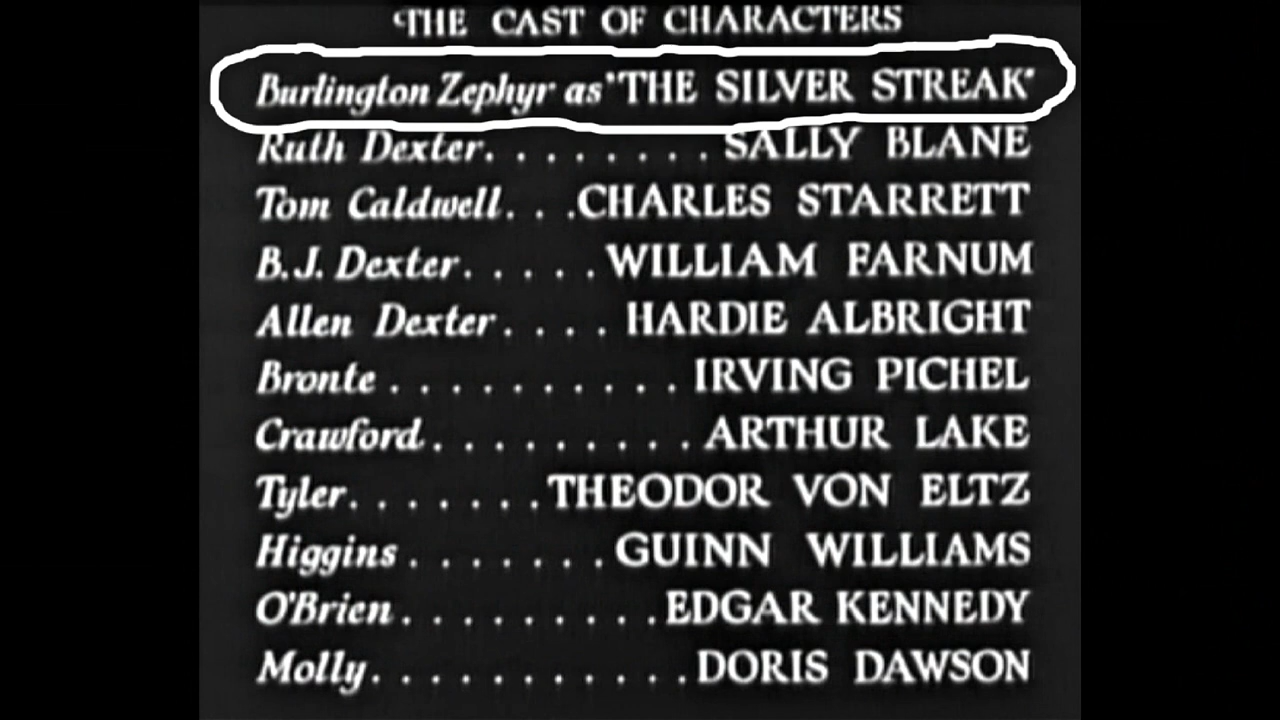 THE CAST OF CHARACTERS
Burlington Zephyr as "THE SILVER STREAK"
Ruth Dexter. . . . . . . . SALLY BLANE
Tom Caldwell. . .CHARLES STARRETT
B.J. Dexter. . . . . WILLIAM FARNUM
Allen Dexter. . . . HARDIE ALBRIGHT
Bronte . . . . . . . . . . IRVING PICHEL
Crawford. . . . . . . . . ARTHUR LAKE
Tyler. . . . . . . THEODOR VON ELTZ
Higgins . . . . . . . GUINN WILLIAMS
O'Brien. . . . . . . . . EDGAR KENNEDY
Molly. . . . . . . . . . . DORIS DAWSON